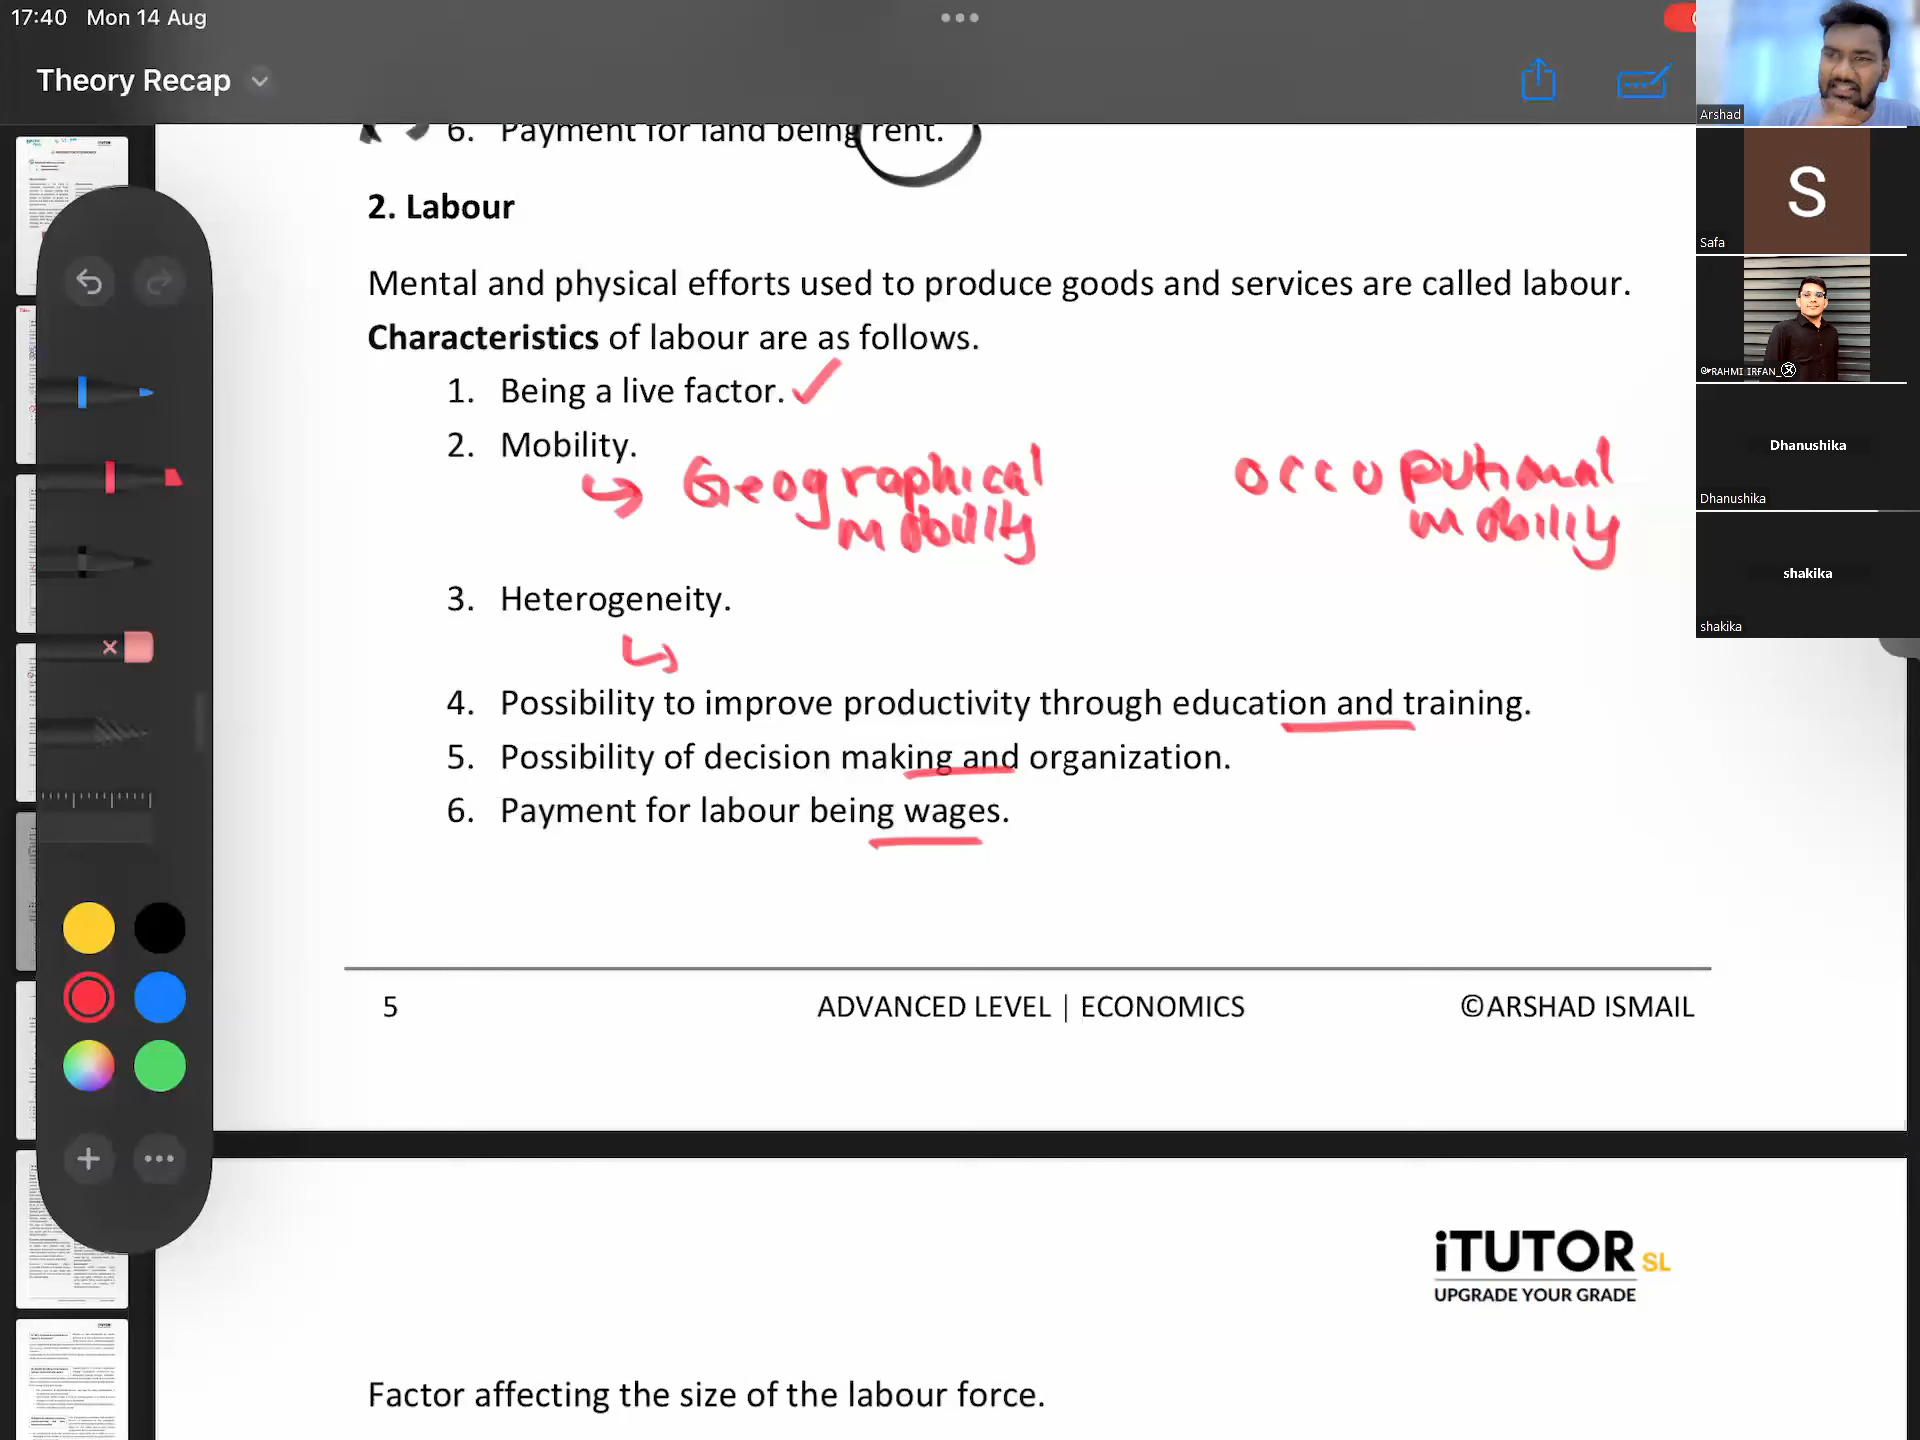 17:40 Mon 14 Aug
Theory Recap
Arshad
S
Safa
RAHMI IRFAN_
Dhanushika
Dhanushika
shakika
shakika
6. Payment for land being rent.
2. Labour
Mental and physical efforts used to produce goods and services are called labour.
Characteristics of labour are as follows.
1. Being a live factor.
2. Mobility.
Geographical occuputional
mobility mobility
3. Heterogeneity.
4. Possibility to improve productivity through education and training.
5. Possibility of decision making and organization.
6. Payment for labour being wages.
5 ADVANCED LEVEL | ECONOMICS ©ARSHAD ISMAIL
iTUTOR SL
UPGRADE YOUR GRADE
Factor affecting the size of the labour force.